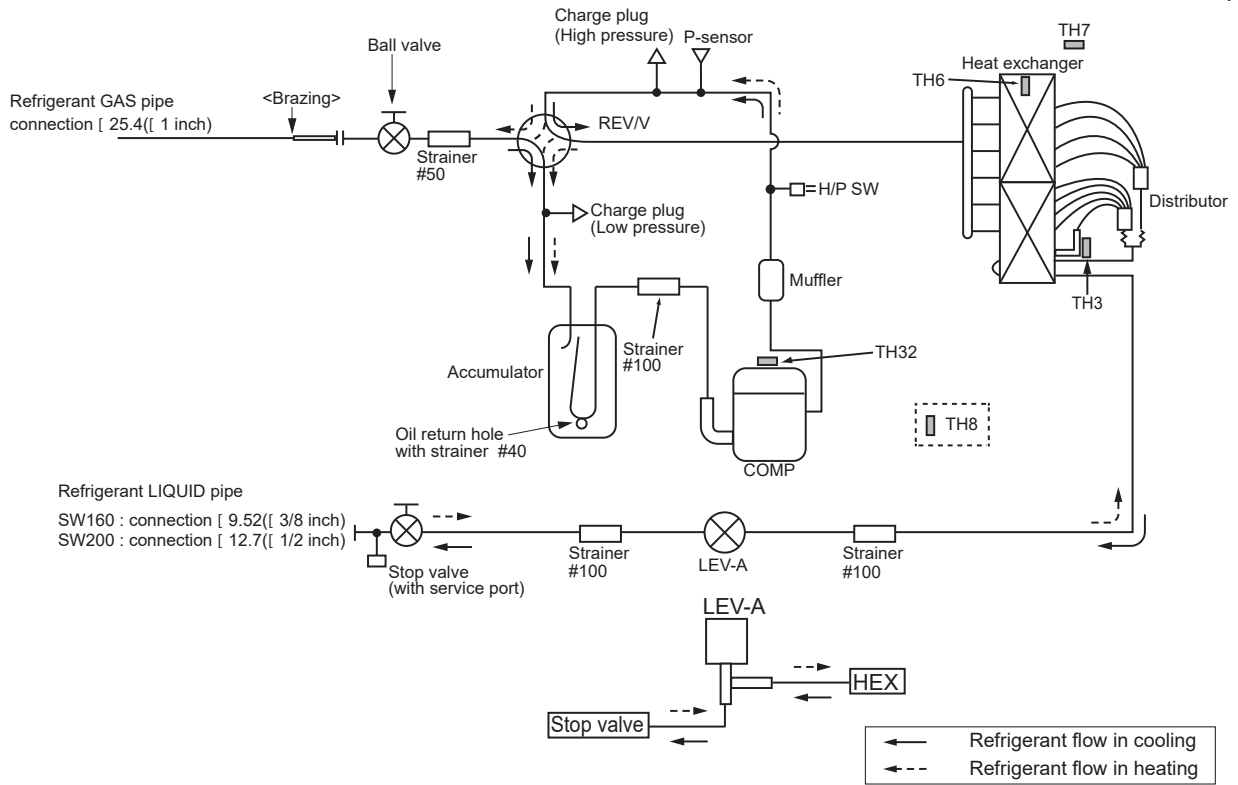 Charge plug
(High pressure)
P-sensor
TH7
Ball valve
Heat exchanger
TH6
Refrigerant GAS pipe
connection [ 25.4([ 1 inch)
<Brazing>
REV/V
Strainer
#50
H/P SW
Distributor
Charge plug
(Low pressure)
Muffler
TH3
Strainer
#100
TH32
Accumulator
TH8
Oil return hole
with strainer #40
COMP
Refrigerant LIQUID pipe
SW160 : connection [ 9.52([ 3/8 inch)
SW200 : connection [ 12.7([ 1/2 inch)
Strainer
#100
LEV-A
Strainer
#100
Stop valve
(with service port)
LEV-A
HEX
Stop valve
Refrigerant flow in cooling
Refrigerant flow in heating